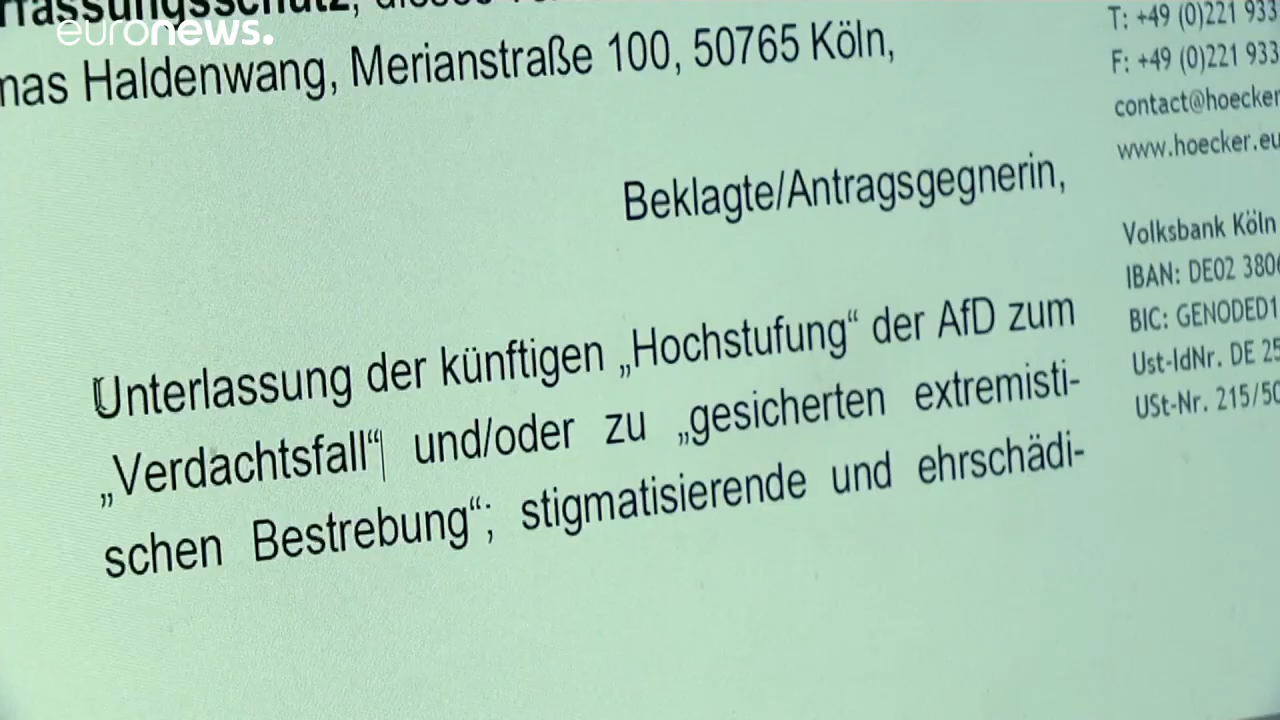 euronews.
mas Haldenwang, Merianstraße 100, 50765 Köln,
Beklagte/Antragsgegnerin,
Unterlassung der künftigen „Hochstufung“ der AfD zum
„Verdachtsfall“ und/oder zu „gesicherten extremisti-
schen Bestrebung“; stigmatisierende und ehrschädi-
T: +49 (0)221 933
F: +49 (0)221 933
contact@hoecker
www.hoecker.eu
Volksbank Köln
IBAN: DE02 380
BIC: GENODED1
Ust-IdNr. DE 25
USt-Nr. 215/50